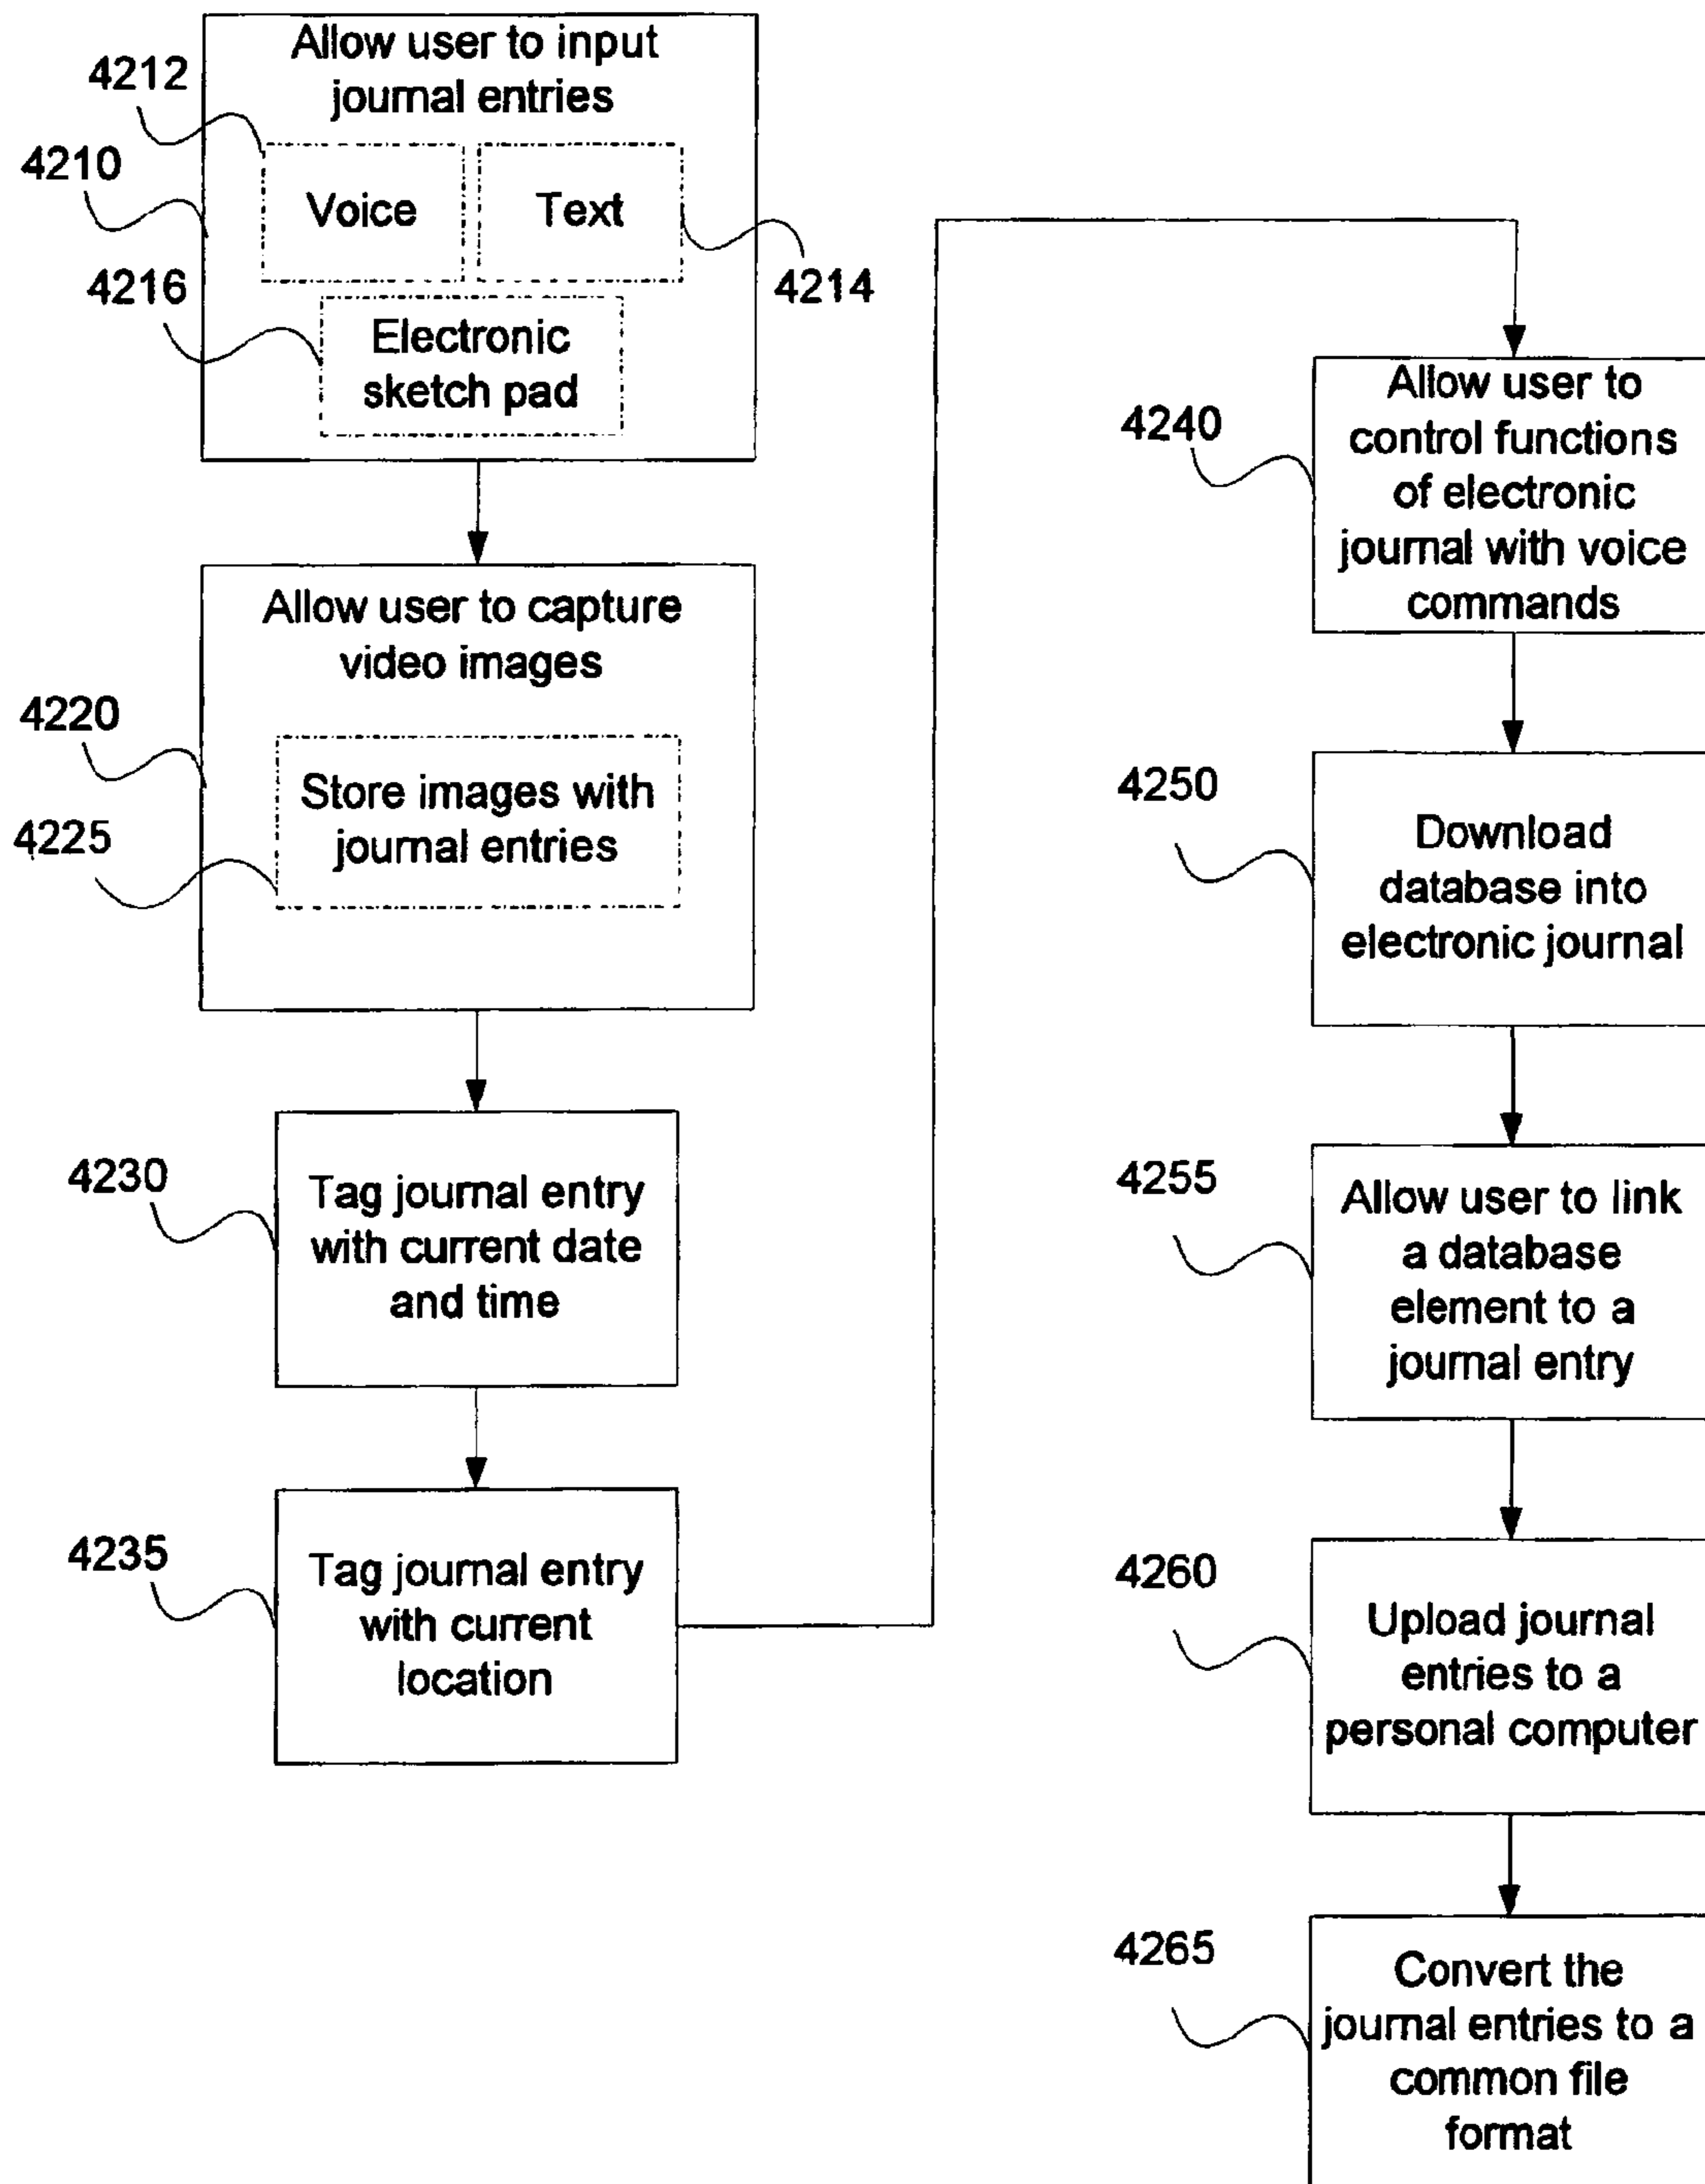 Allow user to input
journal entries
4212
4210
Voice
Text
4214
4216
Electronic
sketch pad
Allow user to capture
video images
4220
Store images with
journal entries
4225
4230
Tag journal entry
with current date
and time
4235
Tag journal entry
with current
location
4240
Allow user to
control functions
of electronic
journal with voice
commands
4250
Download
database into
electronic journal
4255
Allow user to link
a database
element to a
journal entry
4260
Upload journal
entries to a
personal computer
4265
Convert the
journal entries to a
common file
format